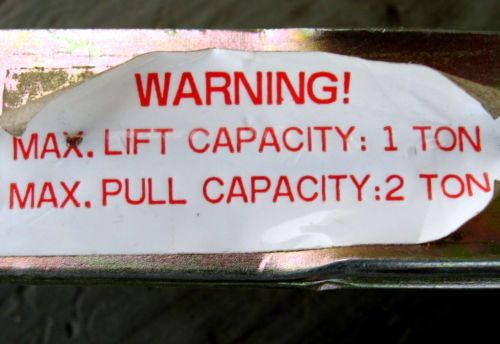 WARNING!
MAX. LIFT CAPACITY: 1 TON
MAX. PULL CAPACITY:2 TON